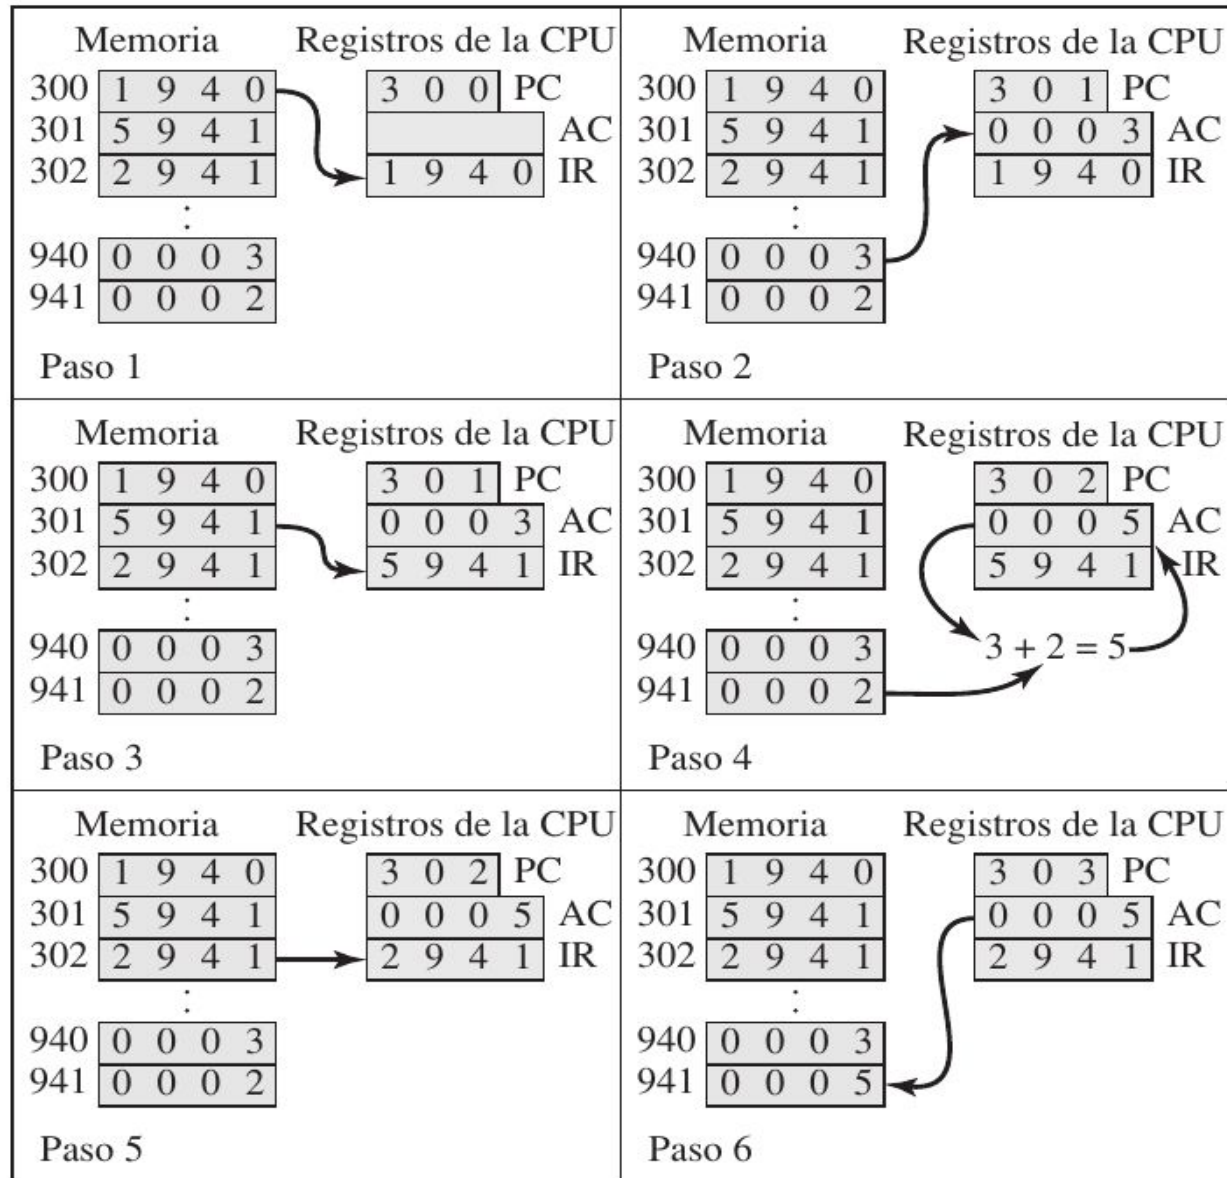 Memoria Registros de la CPU
300 1 9 4 0 3 0 0 PC
301 5 9 4 1 AC
302 2 9 4 1 1 9 4 0 IR
940 0 0 0 3
941 0 0 0 2
Paso 1
Memoria Registros de la CPU
300 1 9 4 0 3 0 1 PC
301 5 9 4 1 0 0 0 3 AC
302 2 9 4 1 1 9 4 0 IR
940 0 0 0 3
941 0 0 0 2
Paso 2
Memoria Registros de la CPU
300 1 9 4 0 3 0 1 PC
301 5 9 4 1 0 0 0 3 AC
302 2 9 4 1 5 9 4 1 IR
940 0 0 0 3
941 0 0 0 2
Paso 3
Memoria Registros de la CPU
300 1 9 4 0 3 0 2 PC
301 5 9 4 1 0 0 0 5 AC
302 2 9 4 1 5 9 4 1 IR
940 0 0 0 3 3 + 2 = 5
941 0 0 0 2
Paso 4
Memoria Registros de la CPU
300 1 9 4 0 3 0 2 PC
301 5 9 4 1 0 0 0 5 AC
302 2 9 4 1 2 9 4 1 IR
940 0 0 0 3
941 0 0 0 2
Paso 5
Memoria Registros de la CPU
300 1 9 4 0 3 0 3 PC
301 5 9 4 1 0 0 0 5 AC
302 2 9 4 1 2 9 4 1 IR
940 0 0 0 3
941 0 0 0 5
Paso 6